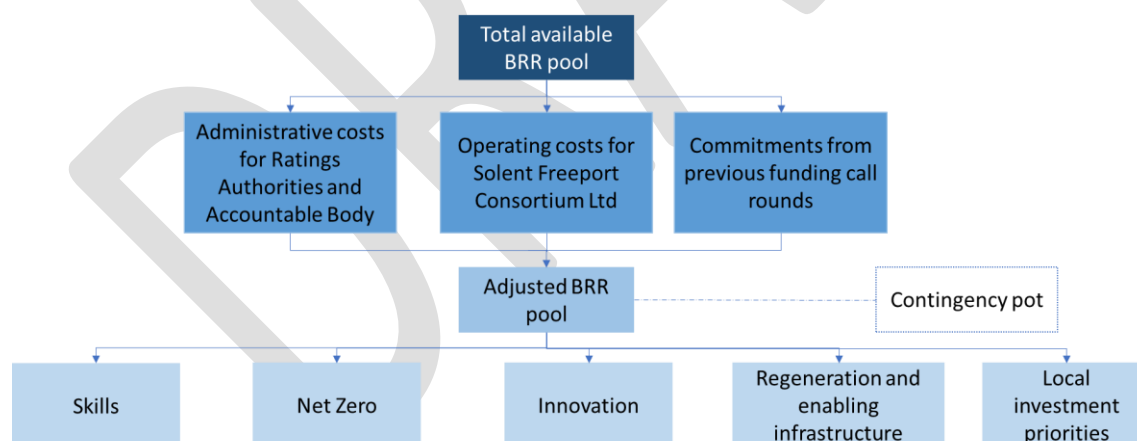 Total available
BRR pool
Administrative costs
for Ratings
Authorities and
Accountable Body
Operating costs for
Solent Freeport
Consortium Ltd
Commitments from
previous funding call
rounds
Adjusted BRR
pool
Contingency pot
Skills
Net Zero
Innovation
Regeneration and
enabling
infrastructure
Local
investment
priorities